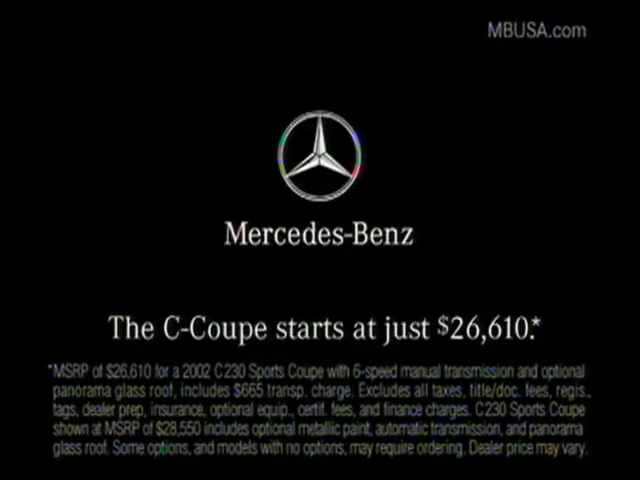 MBUSA.com
Mercedes-Benz
The C-Coupe starts at just $26,610.*
*MSRP of $26,610 for a 2002 C230 Sports Coupe with 6-speed manual transmission and optional
panorama glass roof, includes $665 transp. charge. Excludes all taxes, title/doc. fees, regis.,
tags, dealer prep, insurance, optional equip., certif. fees, and finance charges. C230 Sports Coupe
shown at MSRP of $28,550 includes optional metallic paint, automatic transmission, and panorama
glass roof. Some options, and models with no options, may require ordering. Dealer price may vary.